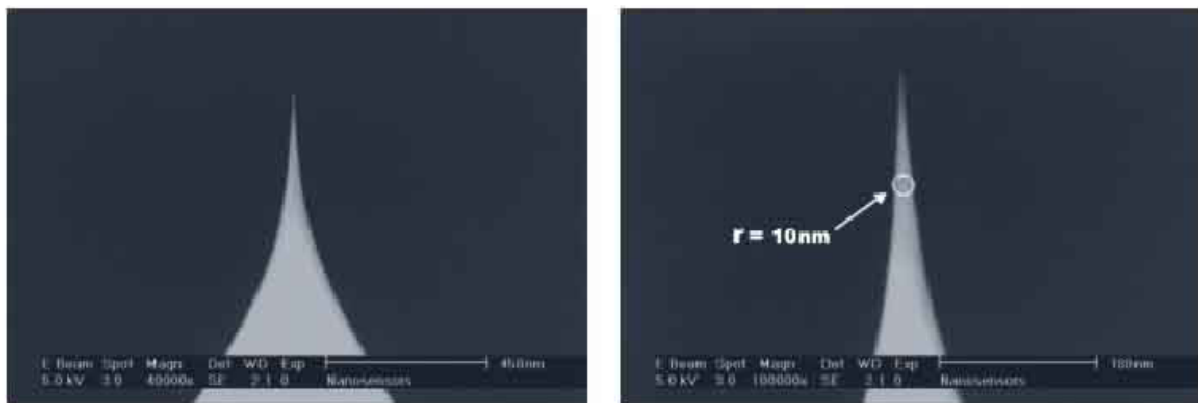 r = 10nm
E Beam Spot Magn Det WD Exp
5.0 kV 3.0 40000x SE 2.1 0 Nanosensors
E Beam Spot Magn Det WD Exp
5.0 kV 3.0 100000x SE 2.1 0 Nanosensors